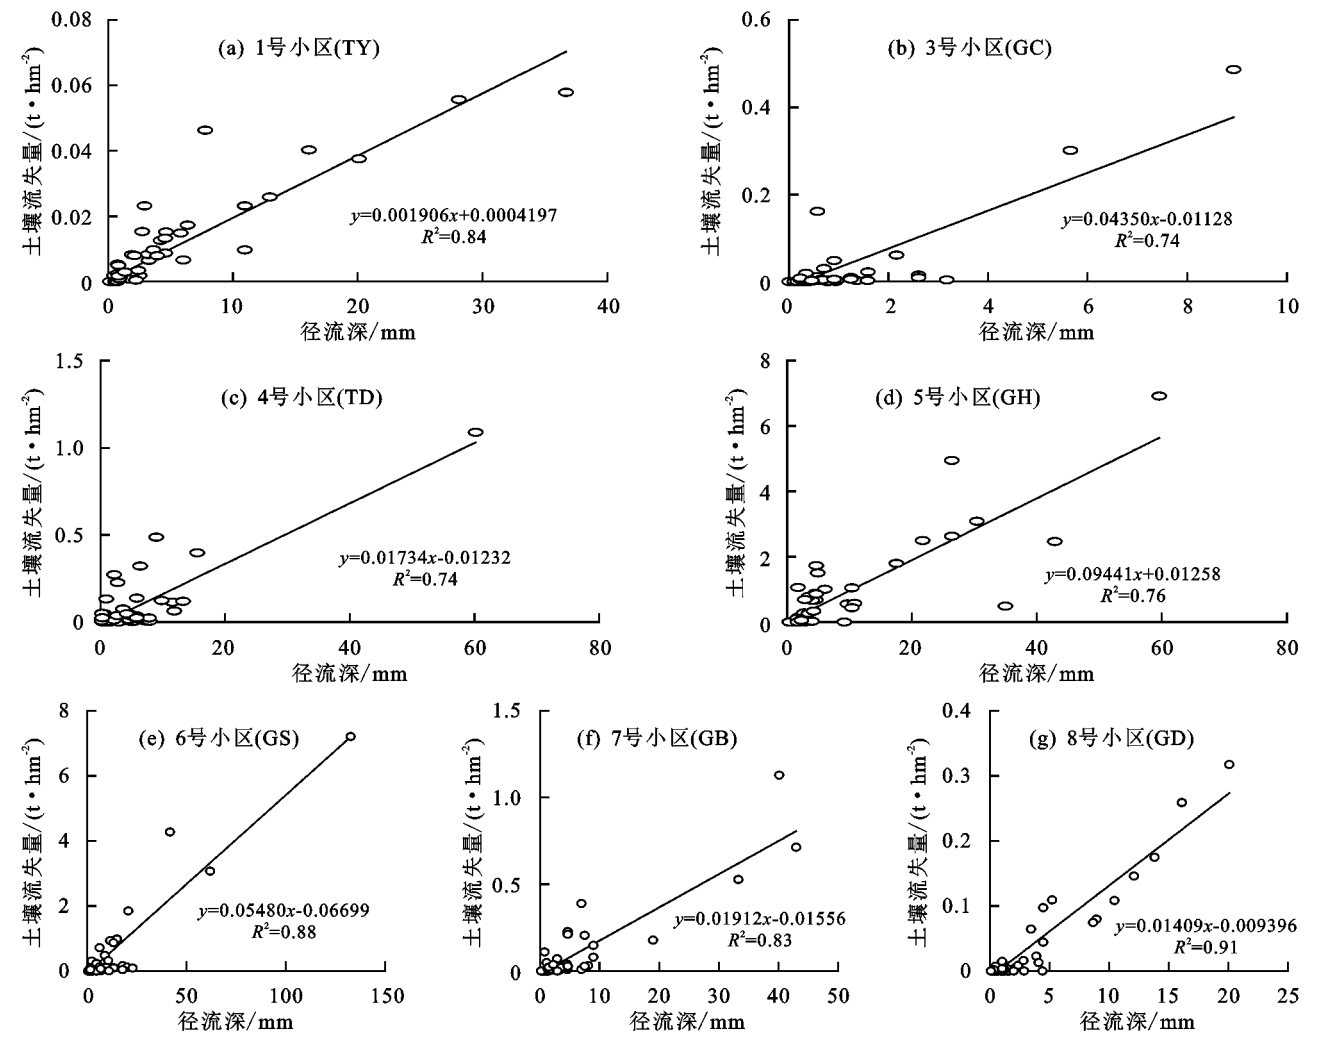 (a) 1号小区(TY)
土壤流失量/(t·hm⁻²)
0.08
0.06
0.04
0.02
0
y=0.001906x+0.0004197
R²=0.84
0 10 20 30 40
径流深/mm
(b) 3号小区(GC)
土壤流失量/(t·hm⁻²)
0.6
0.4
0.2
0
y=0.04350x-0.01128
R²=0.74
0 2 4 6 8 10
径流深/mm
(c) 4号小区(TD)
土壤流失量/(t·hm⁻²)
1.5
1.0
0.5
0
y=0.01734x-0.01232
R²=0.74
0 20 40 60 80
径流深/mm
(d) 5号小区(GH)
土壤流失量/(t·hm⁻²)
8
6
4
2
0
y=0.09441x+0.01258
R²=0.76
0 20 40 60 80
径流深/mm
(e) 6号小区(GS)
土壤流失量/(t·hm⁻²)
8
6
4
2
0
y=0.05480x-0.06699
R²=0.88
0 50 100 150
径流深/mm
(f) 7号小区(GB)
土壤流失量/(t·hm⁻²)
1.5
1.0
0.5
0
y=0.01912x-0.01556
R²=0.83
0 10 20 30 40 50
径流深/mm
(g) 8号小区(GD)
土壤流失量/(t·hm⁻²)
0.4
0.3
0.2
0.1
0
y=0.01409x-0.009396
R²=0.91
0 5 10 15 20 25
径流深/mm